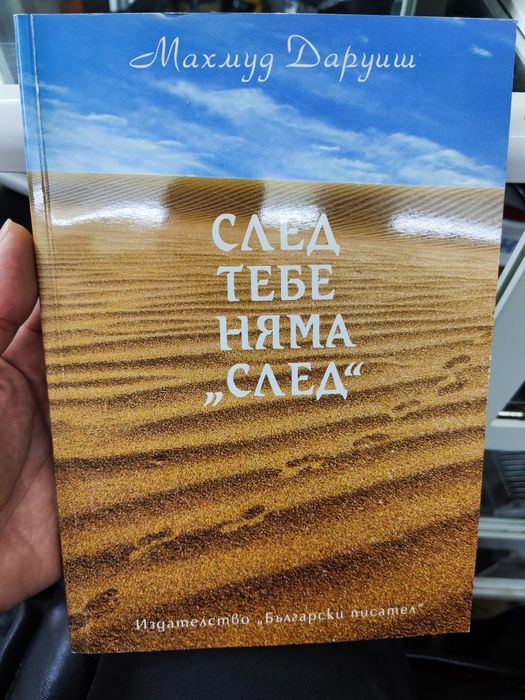 Махмуд Даруиш
СЛЕД
ТЕБЕ
НЯМА
„СЛЕД“
Издателство „Български писател“